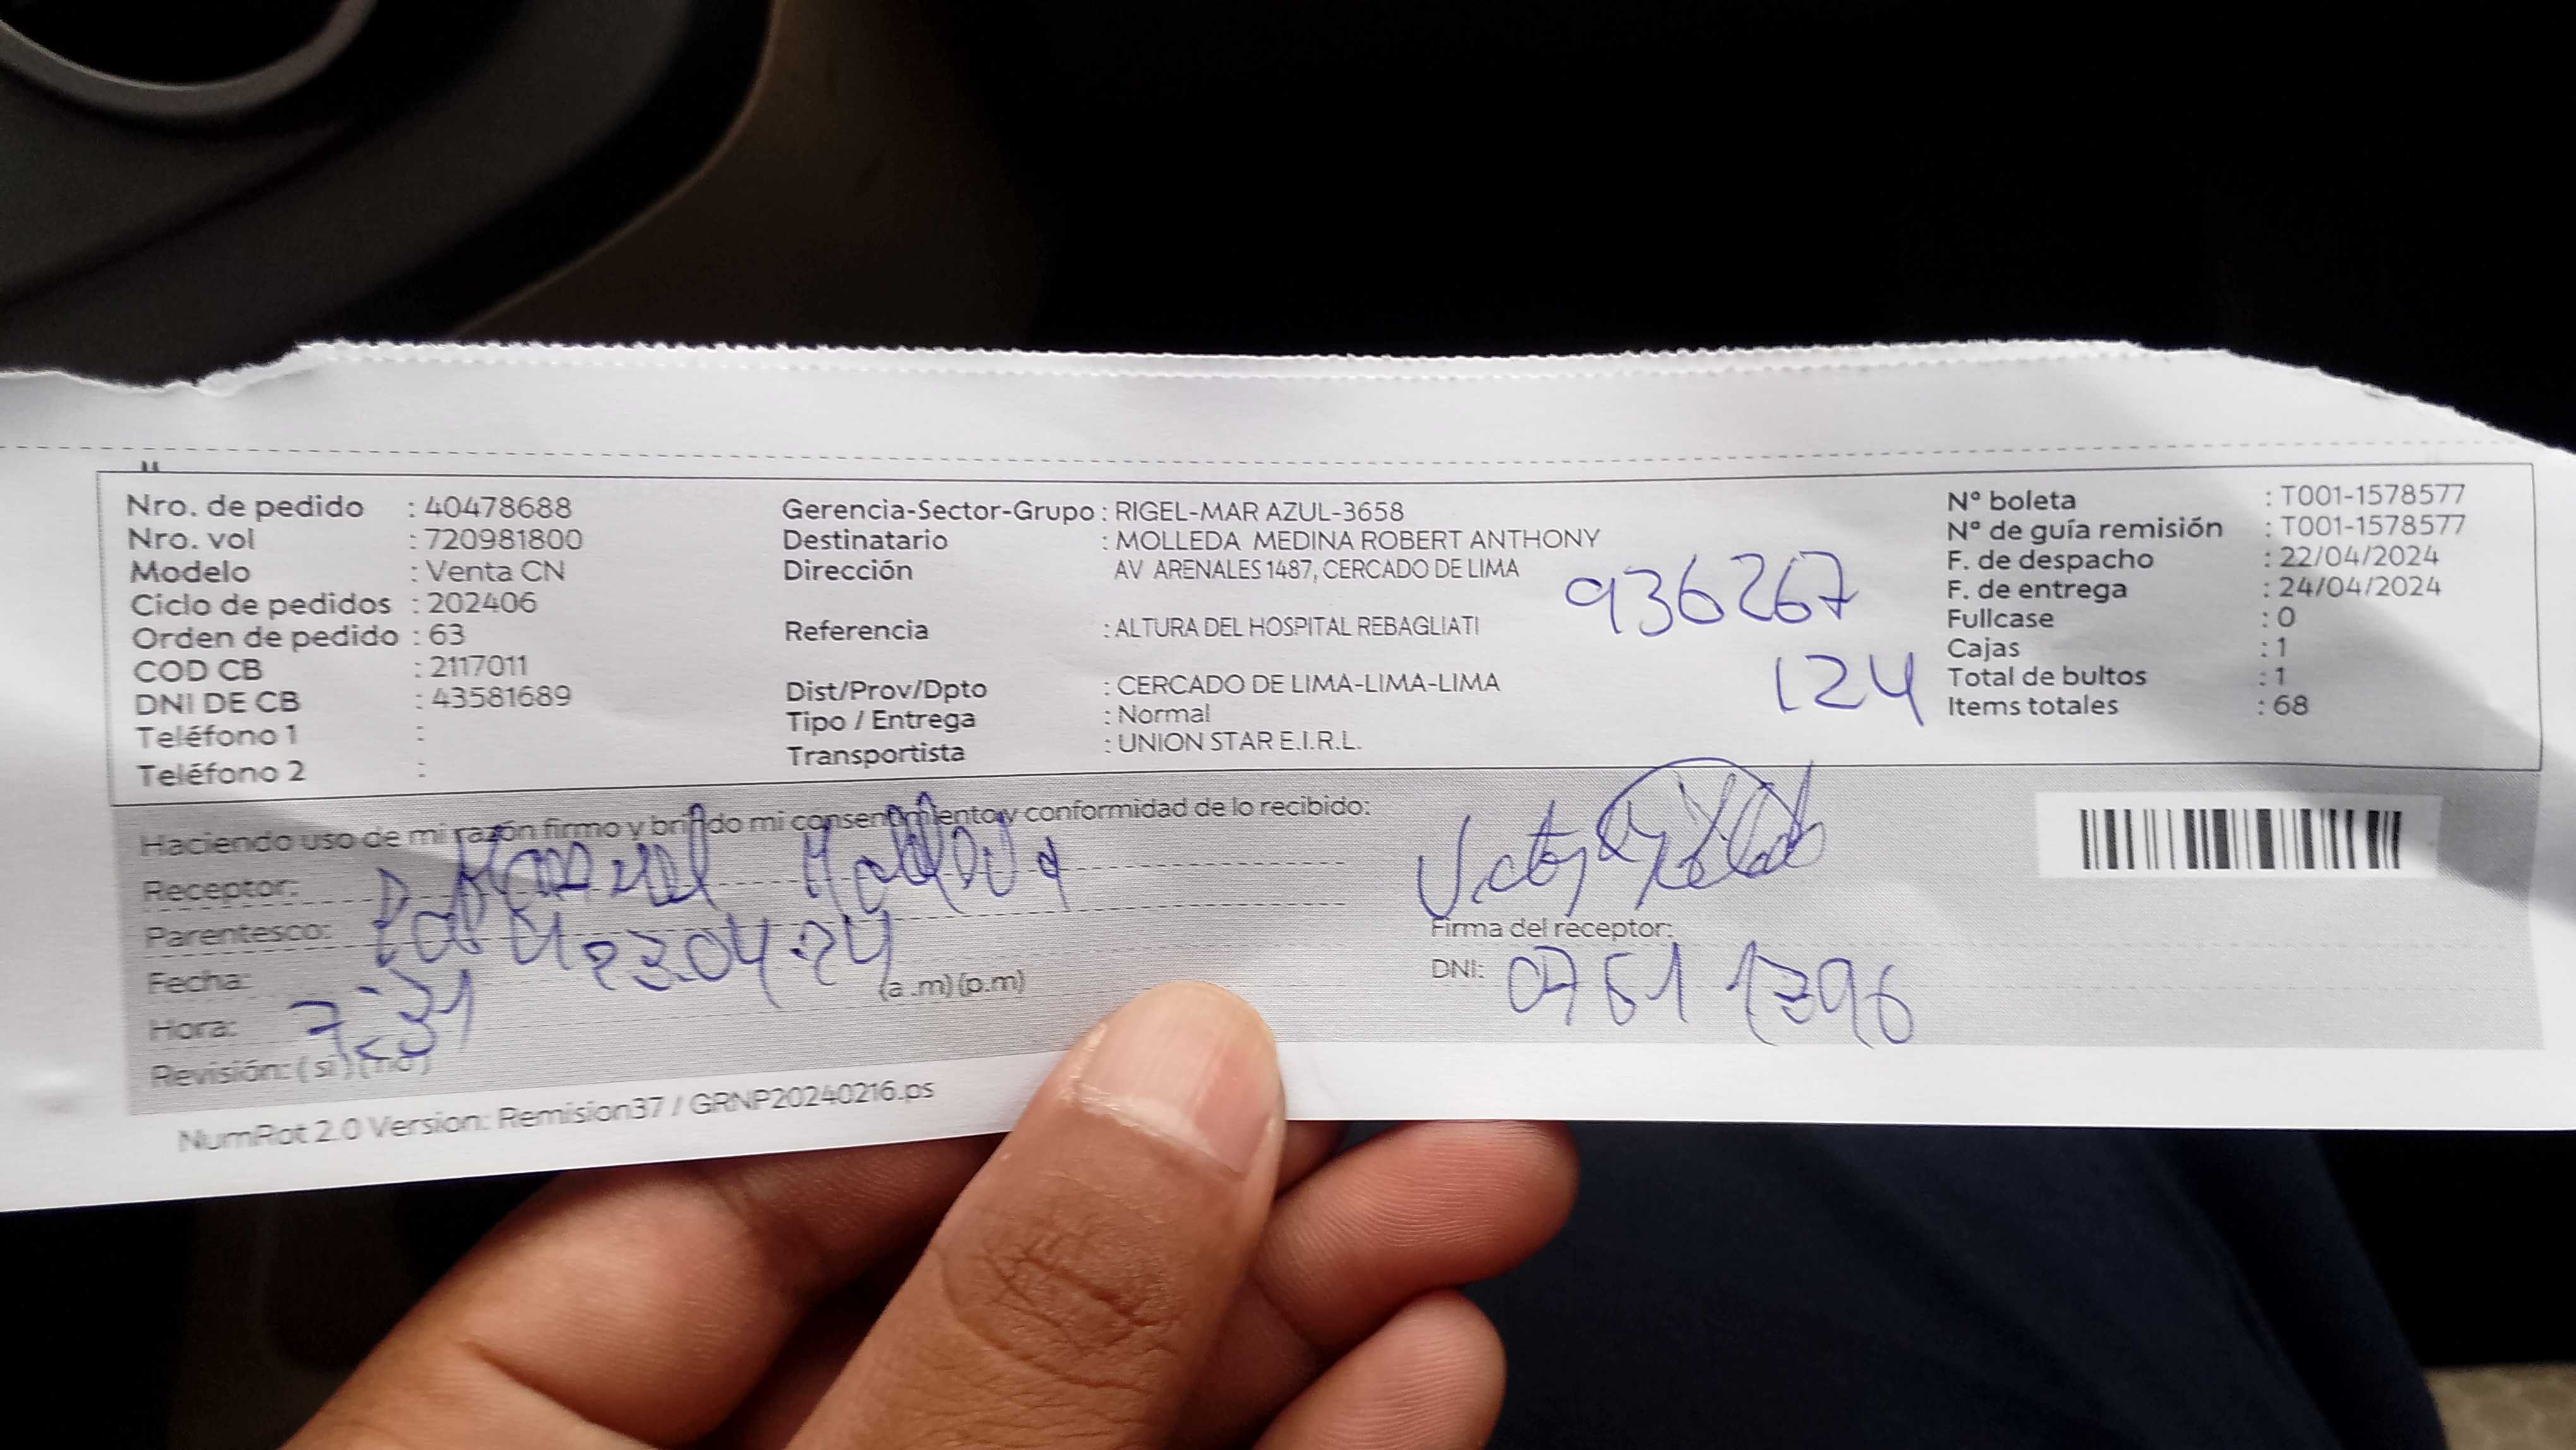 Nro. de pedido : 40478688
Nro. vol : 720981800
Modelo : Venta CN
Ciclo de pedidos : 202406
Orden de pedido : 63
COD CB : 2117011
DNI DE CB : 43581689
Teléfono 1 :
Teléfono 2 :
Gerencia-Sector-Grupo : RIGEL-MAR AZUL-3658
Destinatario : MOLLEDA MEDINA ROBERT ANTHONY
Dirección AV ARENALES 1487, CERCADO DE LIMA
Referencia : ALTURA DEL HOSPITAL REBAGLIATI
Dist/Prov/Dpto : CERCADO DE LIMA-LIMA-LIMA
Tipo / Entrega : Normal
Transportista : UNION STAR E.I.R.L.
936267
124
Nº boleta : T001-1578577
Nº de guía remisión : T001-1578577
F. de despacho : 22/04/2024
F. de entrega : 24/04/2024
Fullcase : 0
Cajas : 1
Total de bultos : 1
Items totales : 68
Haciendo uso de mi razón firmo y brindo mi consentimiento y conformidad de lo recibido:
Receptor: Manuel
Parentesco:
Fecha: 23.04.24
Hora: 7:31 (a .m) (p.m)
Revisión: ( si ) ( no )
Firma del receptor:
DNI:
NumRot 2.0 Version: Remision37 / GRNP20240216.ps